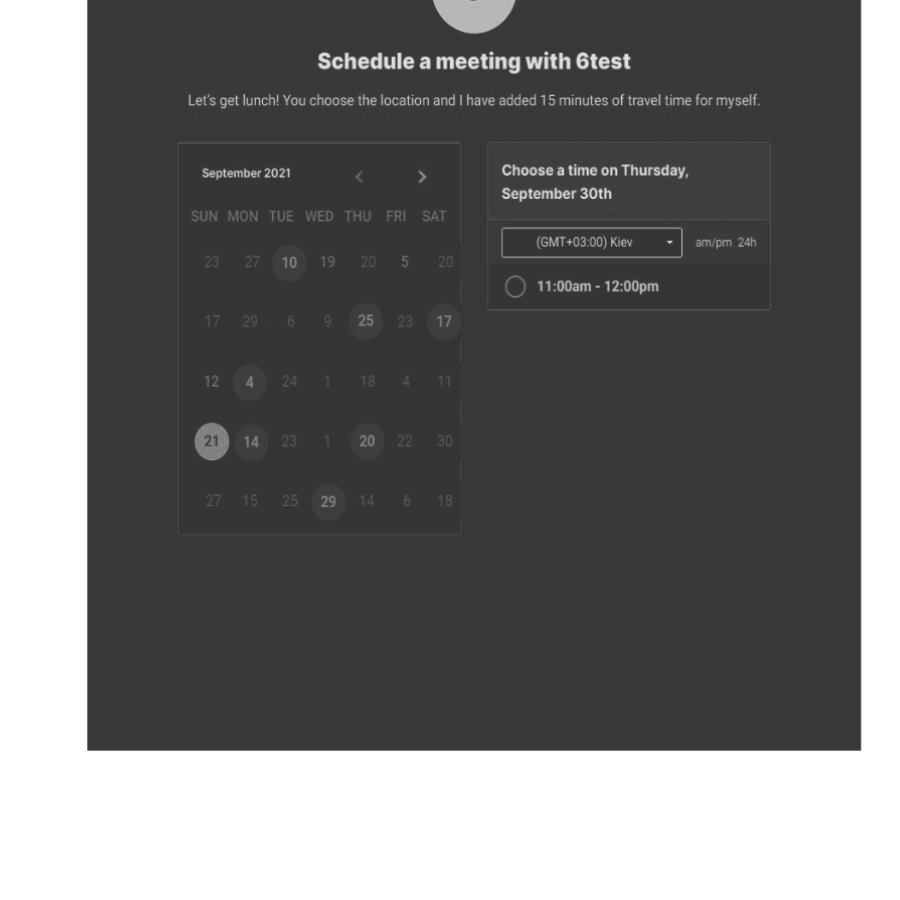 Schedule a meeting with 6test
Let's get lunch! You choose the location and I have added 15 minutes of travel time for myself.
September 2021
SUN MON TUE WED THU FRI SAT
23 27 10 19 20 5 20
17 29 6 9 25 23 17
12 4 24 1 18 4 11
21 14 23 1 20 22 30
27 15 25 29 14 6 18
Choose a time on Thursday,
September 30th
(GMT+03:00) Kiev am/pm 24h
11:00am - 12:00pm